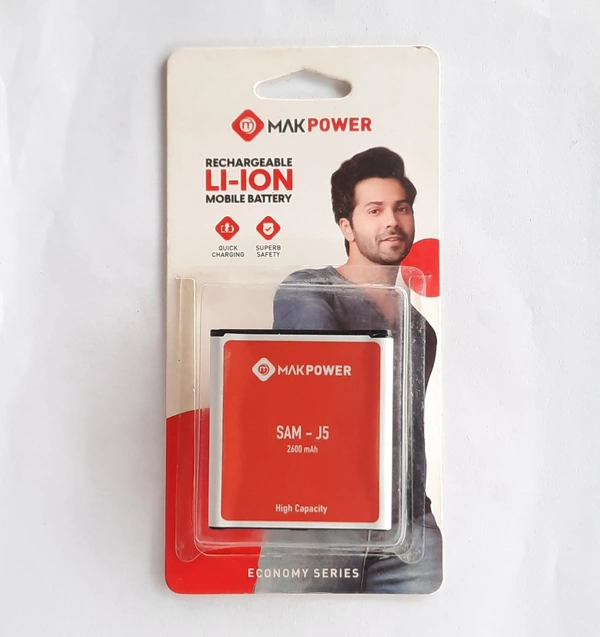 MAKPOWER
RECHARGEABLE
LI-ION
MOBILE BATTERY
QUICK
CHARGING
SUPERB
SAFETY
MAKPOWER
SAM - J5
2600 mAh
High Capacity
ECONOMY SERIES